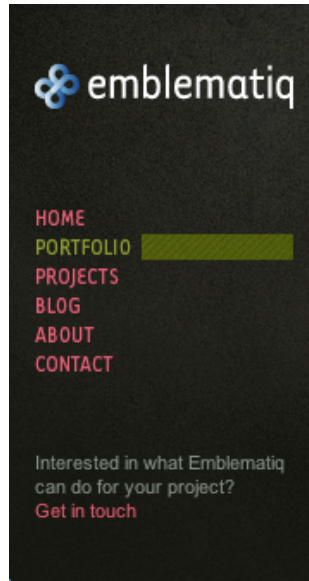 emblematiq
HOME
PORTFOLIO
PROJECTS
BLOG
ABOUT
CONTACT
Interested in what Emblematiq
can do for your project?
Get in touch